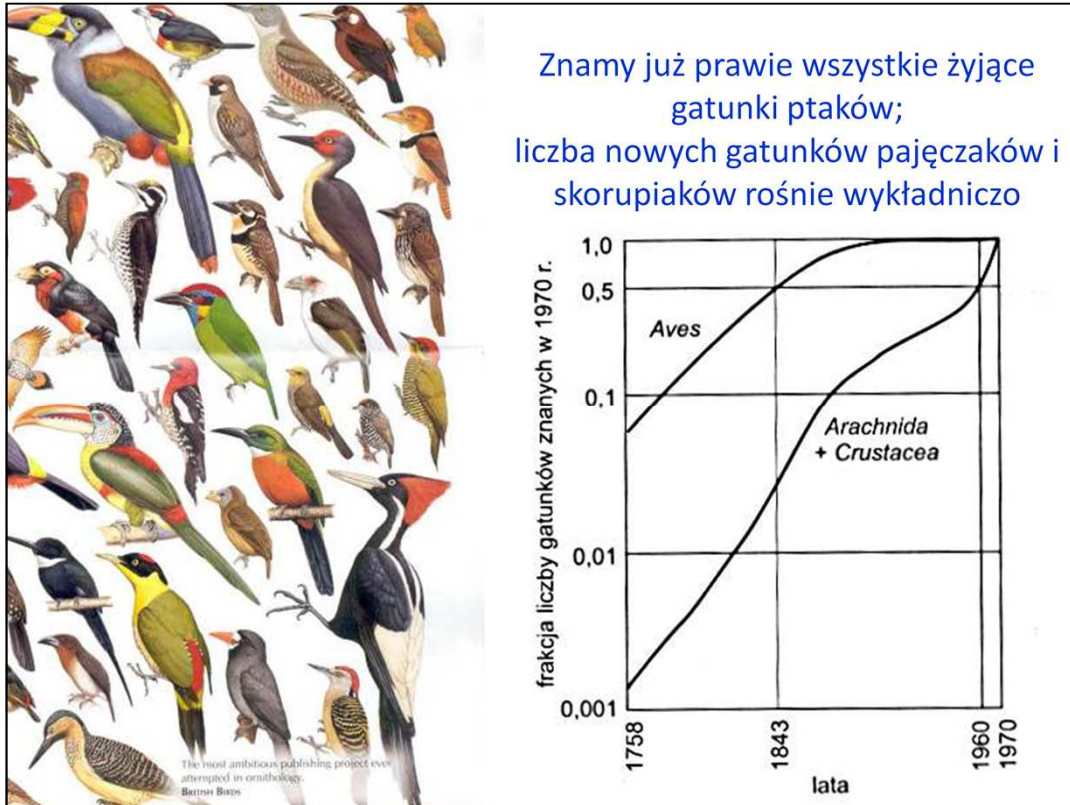 Znamy już prawie wszystkie żyjące
gatunki ptaków;
liczba nowych gatunków pajęczaków i
skorupiaków rośnie wykładniczo
frakcja liczby gatunków znanych w 1970 r.
1,0
0,5
0,1
0,01
0,001
Aves
Arachnida
+ Crustacea
1758
1843
1960
1970
lata
The most ambitious publishing project ever
attempted in ornithology.
BRITISH BIRDS